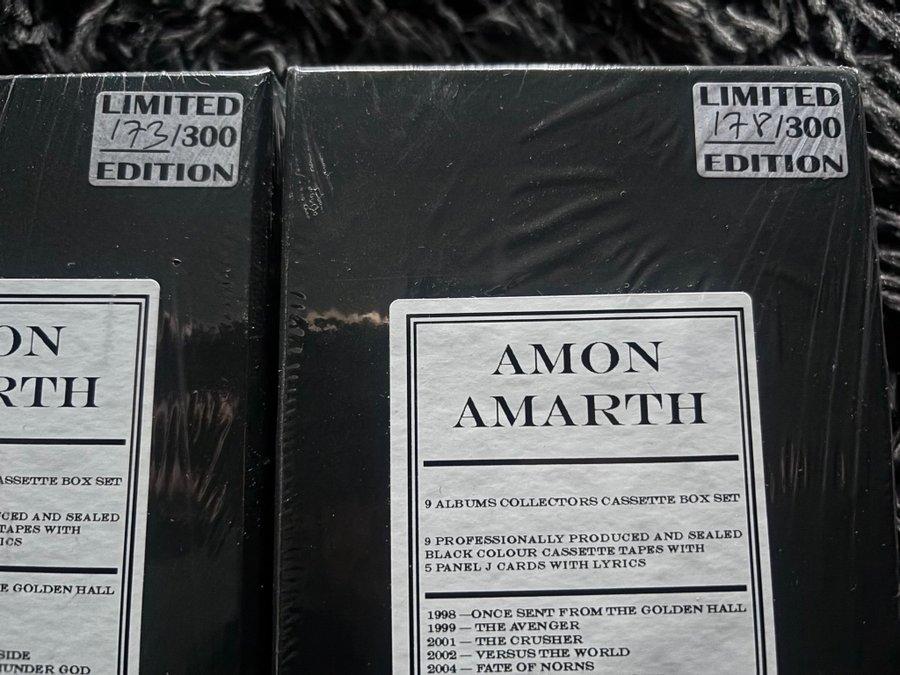 LIMITED
173/300
EDITION
ON
RTH
ASSETTE BOX SET
CED AND SEALED
TAPES WITH
ICS
E GOLDEN HALL
SIDE
UNDER GOD
LIMITED
178/300
EDITION
AMON
AMARTH
9 ALBUMS COLLECTORS CASSETTE BOX SET
9 PROFESSIONALLY PRODUCED AND SEALED
BLACK COLOUR CASSETTE TAPES WITH
5 PANEL J CARDS WITH LYRICS
1998 — ONCE SENT FROM THE GOLDEN HALL
1999 — THE AVENGER
2001 — THE CRUSHER
2002 — VERSUS THE WORLD
2004 — FATE OF NORNS